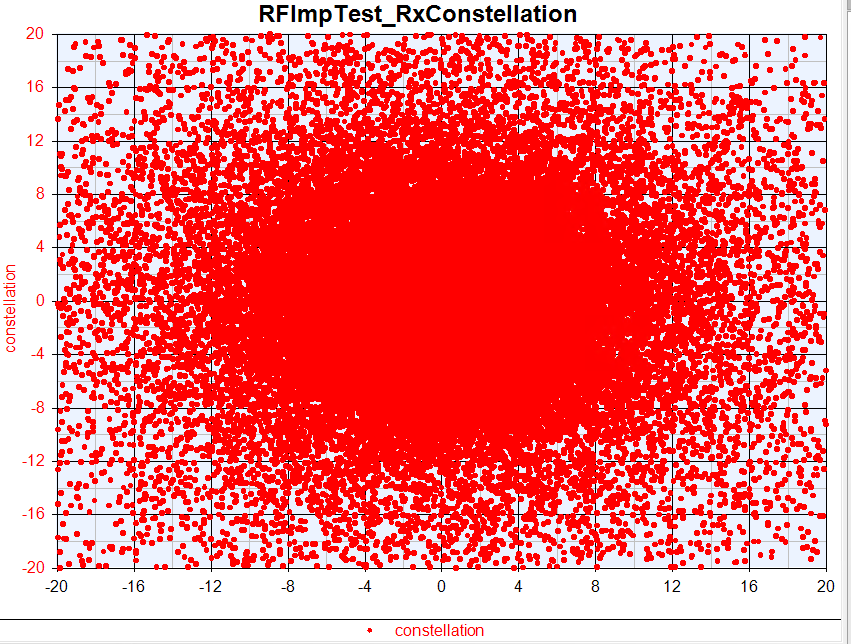 RFImpTest_RxConstellation
20
16
12
8
4
0
-4
-8
-12
-16
-20
constellation
-20 -16 -12 -8 -4 0 4 8 12 16 20
constellation